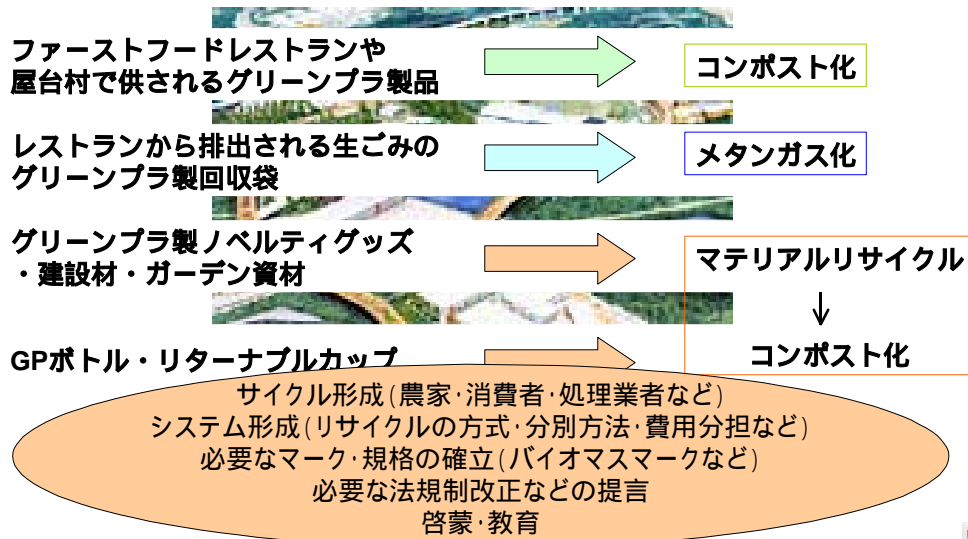 ファーストフードレストランや
屋台村で供されるグリーンプラ製品
コンポスト化
レストランから排出される生ごみの
グリーンプラ製回収袋
メタンガス化
グリーンプラ製ノベルティグッズ
・建設材・ガーデン資材
マテリアルリサイクル
↓
コンポスト化
GPボトル・リターナブルカップ
サイクル形成(農家・消費者・処理業者など)
システム形成(リサイクルの方式・分別方法・費用分担など)
必要なマーク・規格の確立(バイオマスマークなど)
必要な法規制改正などの提言
啓蒙・教育